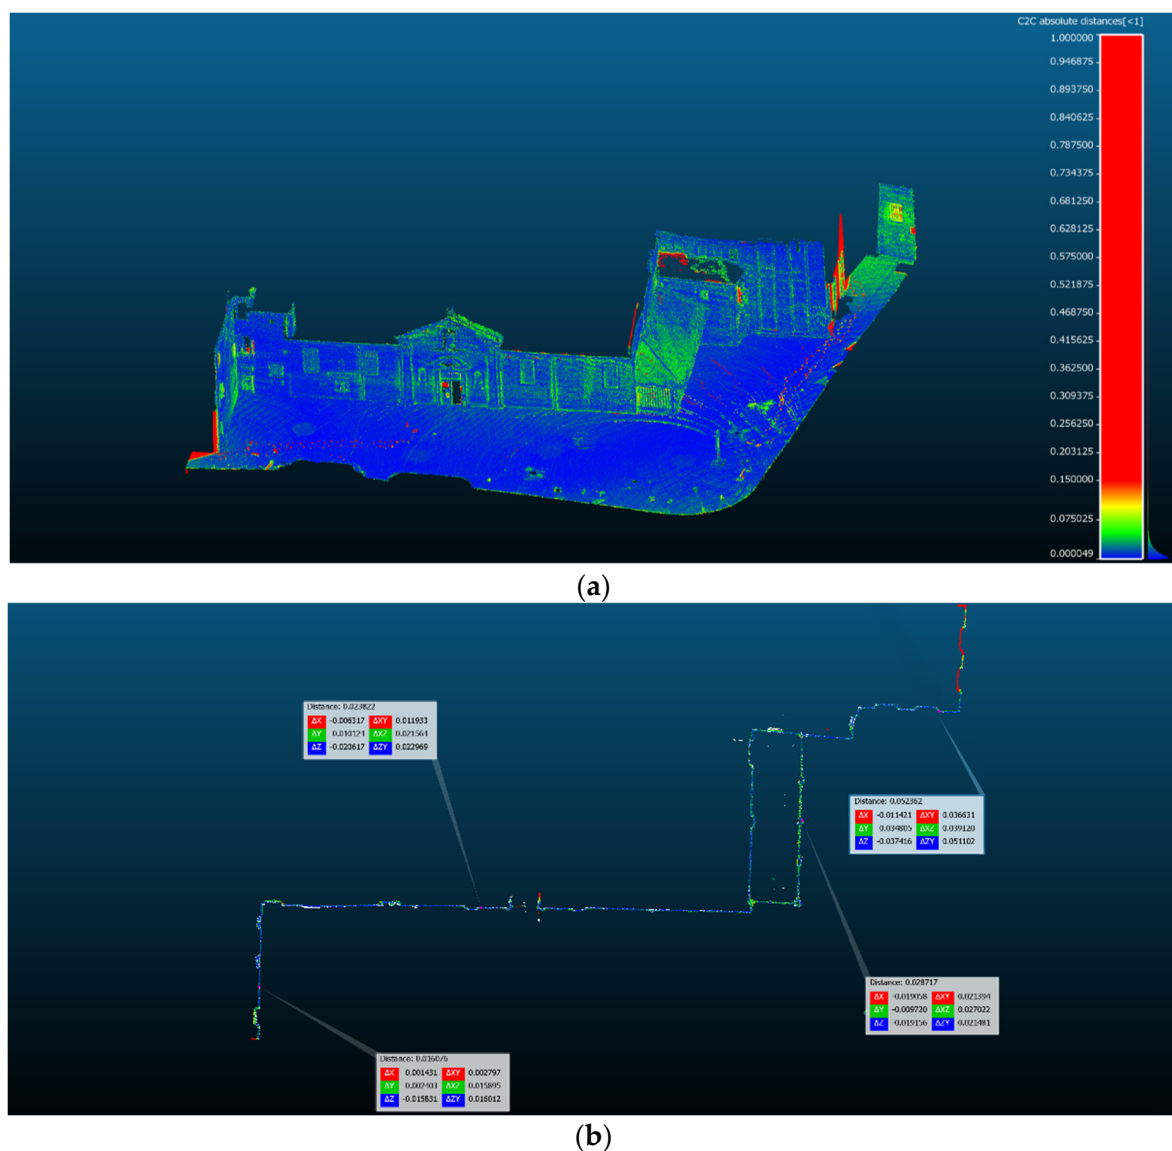 C2C absolute distances[<1]
1.000000
0.946875
0.893750
0.840625
0.787500
0.734375
0.681250
0.628125
0.575000
0.521875
0.468750
0.415625
0.362500
0.309375
0.256250
0.203125
0.150000
0.075025
0.000049
(a)
Distance: 0.023822
ΔX -0.006317 ΔXY 0.011933
ΔY 0.010124 ΔXZ 0.021564
ΔZ -0.020617 ΔZY 0.022969
Distance: 0.052362
ΔX -0.011421 ΔXY 0.036631
ΔY 0.034805 ΔXZ 0.039120
ΔZ -0.037416 ΔZY 0.051102
Distance: 0.028717
ΔX -0.019058 ΔXY 0.021394
ΔY -0.009720 ΔXZ 0.027022
ΔZ -0.019156 ΔZY 0.021481
Distance: 0.016076
ΔX 0.001431 ΔXY 0.002797
ΔY 0.002403 ΔXZ 0.015895
ΔZ -0.015831 ΔZY 0.016012
(b)